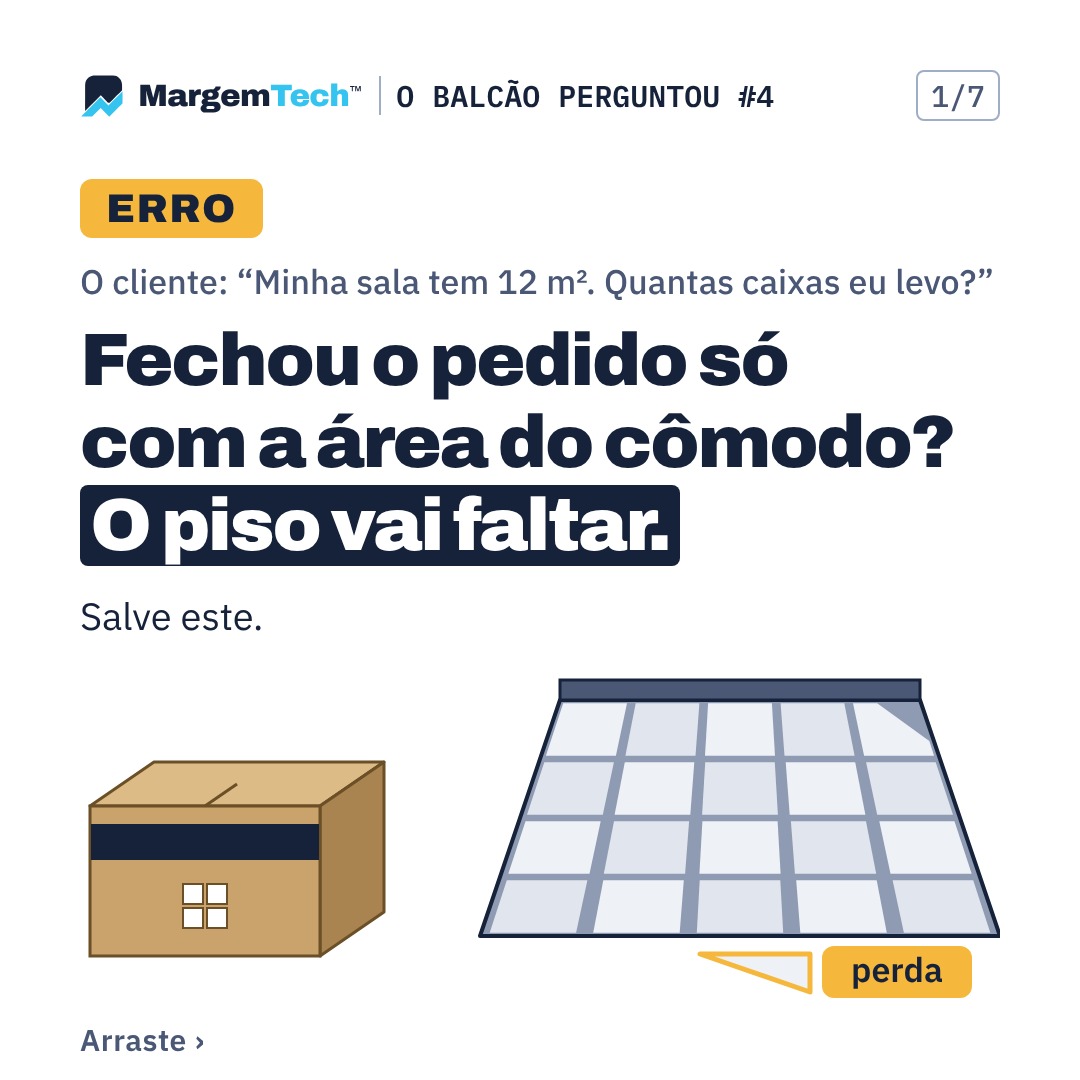 MargemTech™ O BALCÃO PERGUNTOU #4 1/7
ERRO
O cliente: “Minha sala tem 12 m². Quantas caixas eu levo?”
Fechou o pedido só
com a área do cômodo?
O piso vai faltar.
Salve este.
perda
Arraste ›